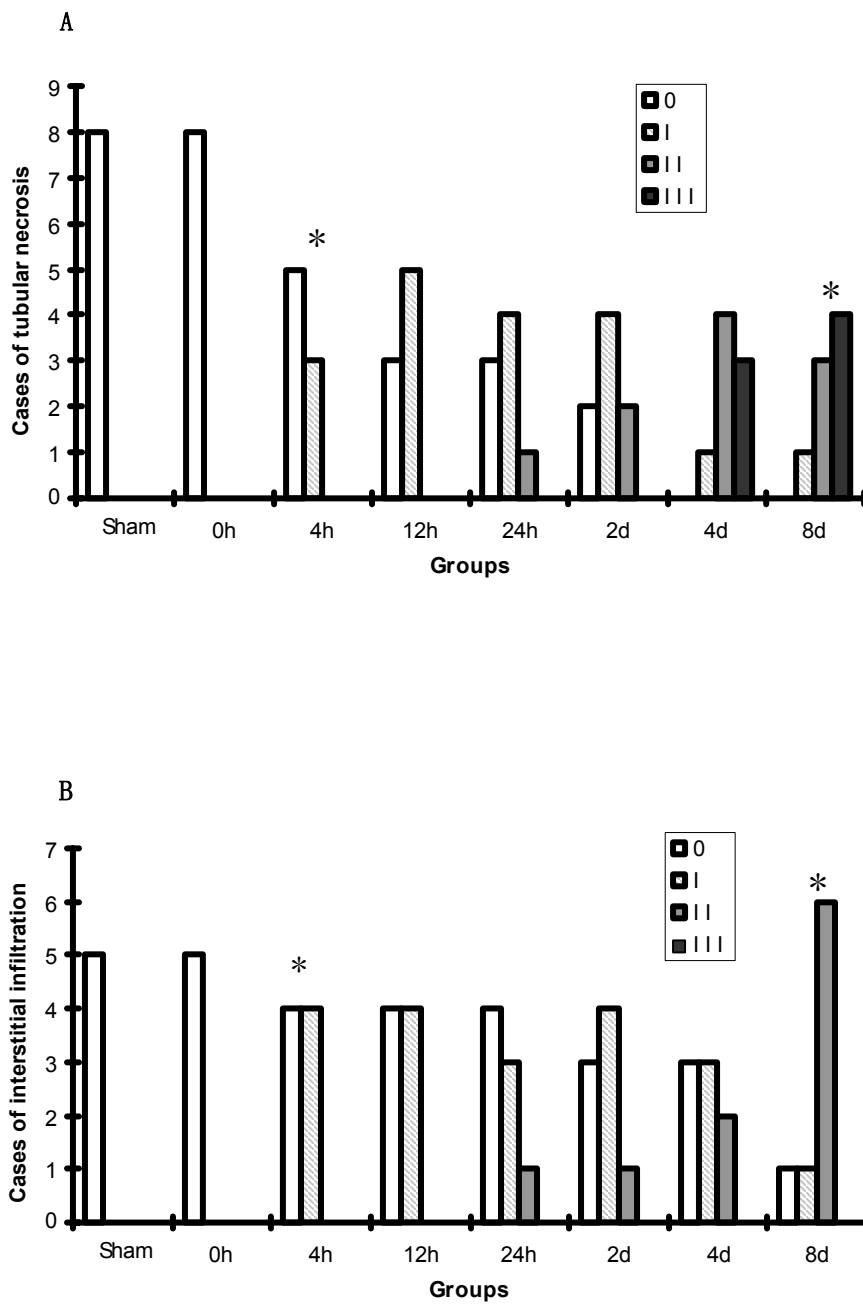 A
9
8
7
6
5
4
3
2
1
0
Cases of tubular necrosis
0
I
II
III
*
*
Sham 0h 4h 12h 24h 2d 4d 8d
Groups
B
7
6
5
4
3
2
1
0
Cases of interstitial infiltration
0
I
II
III
*
*
Sham 0h 4h 12h 24h 2d 4d 8d
Groups